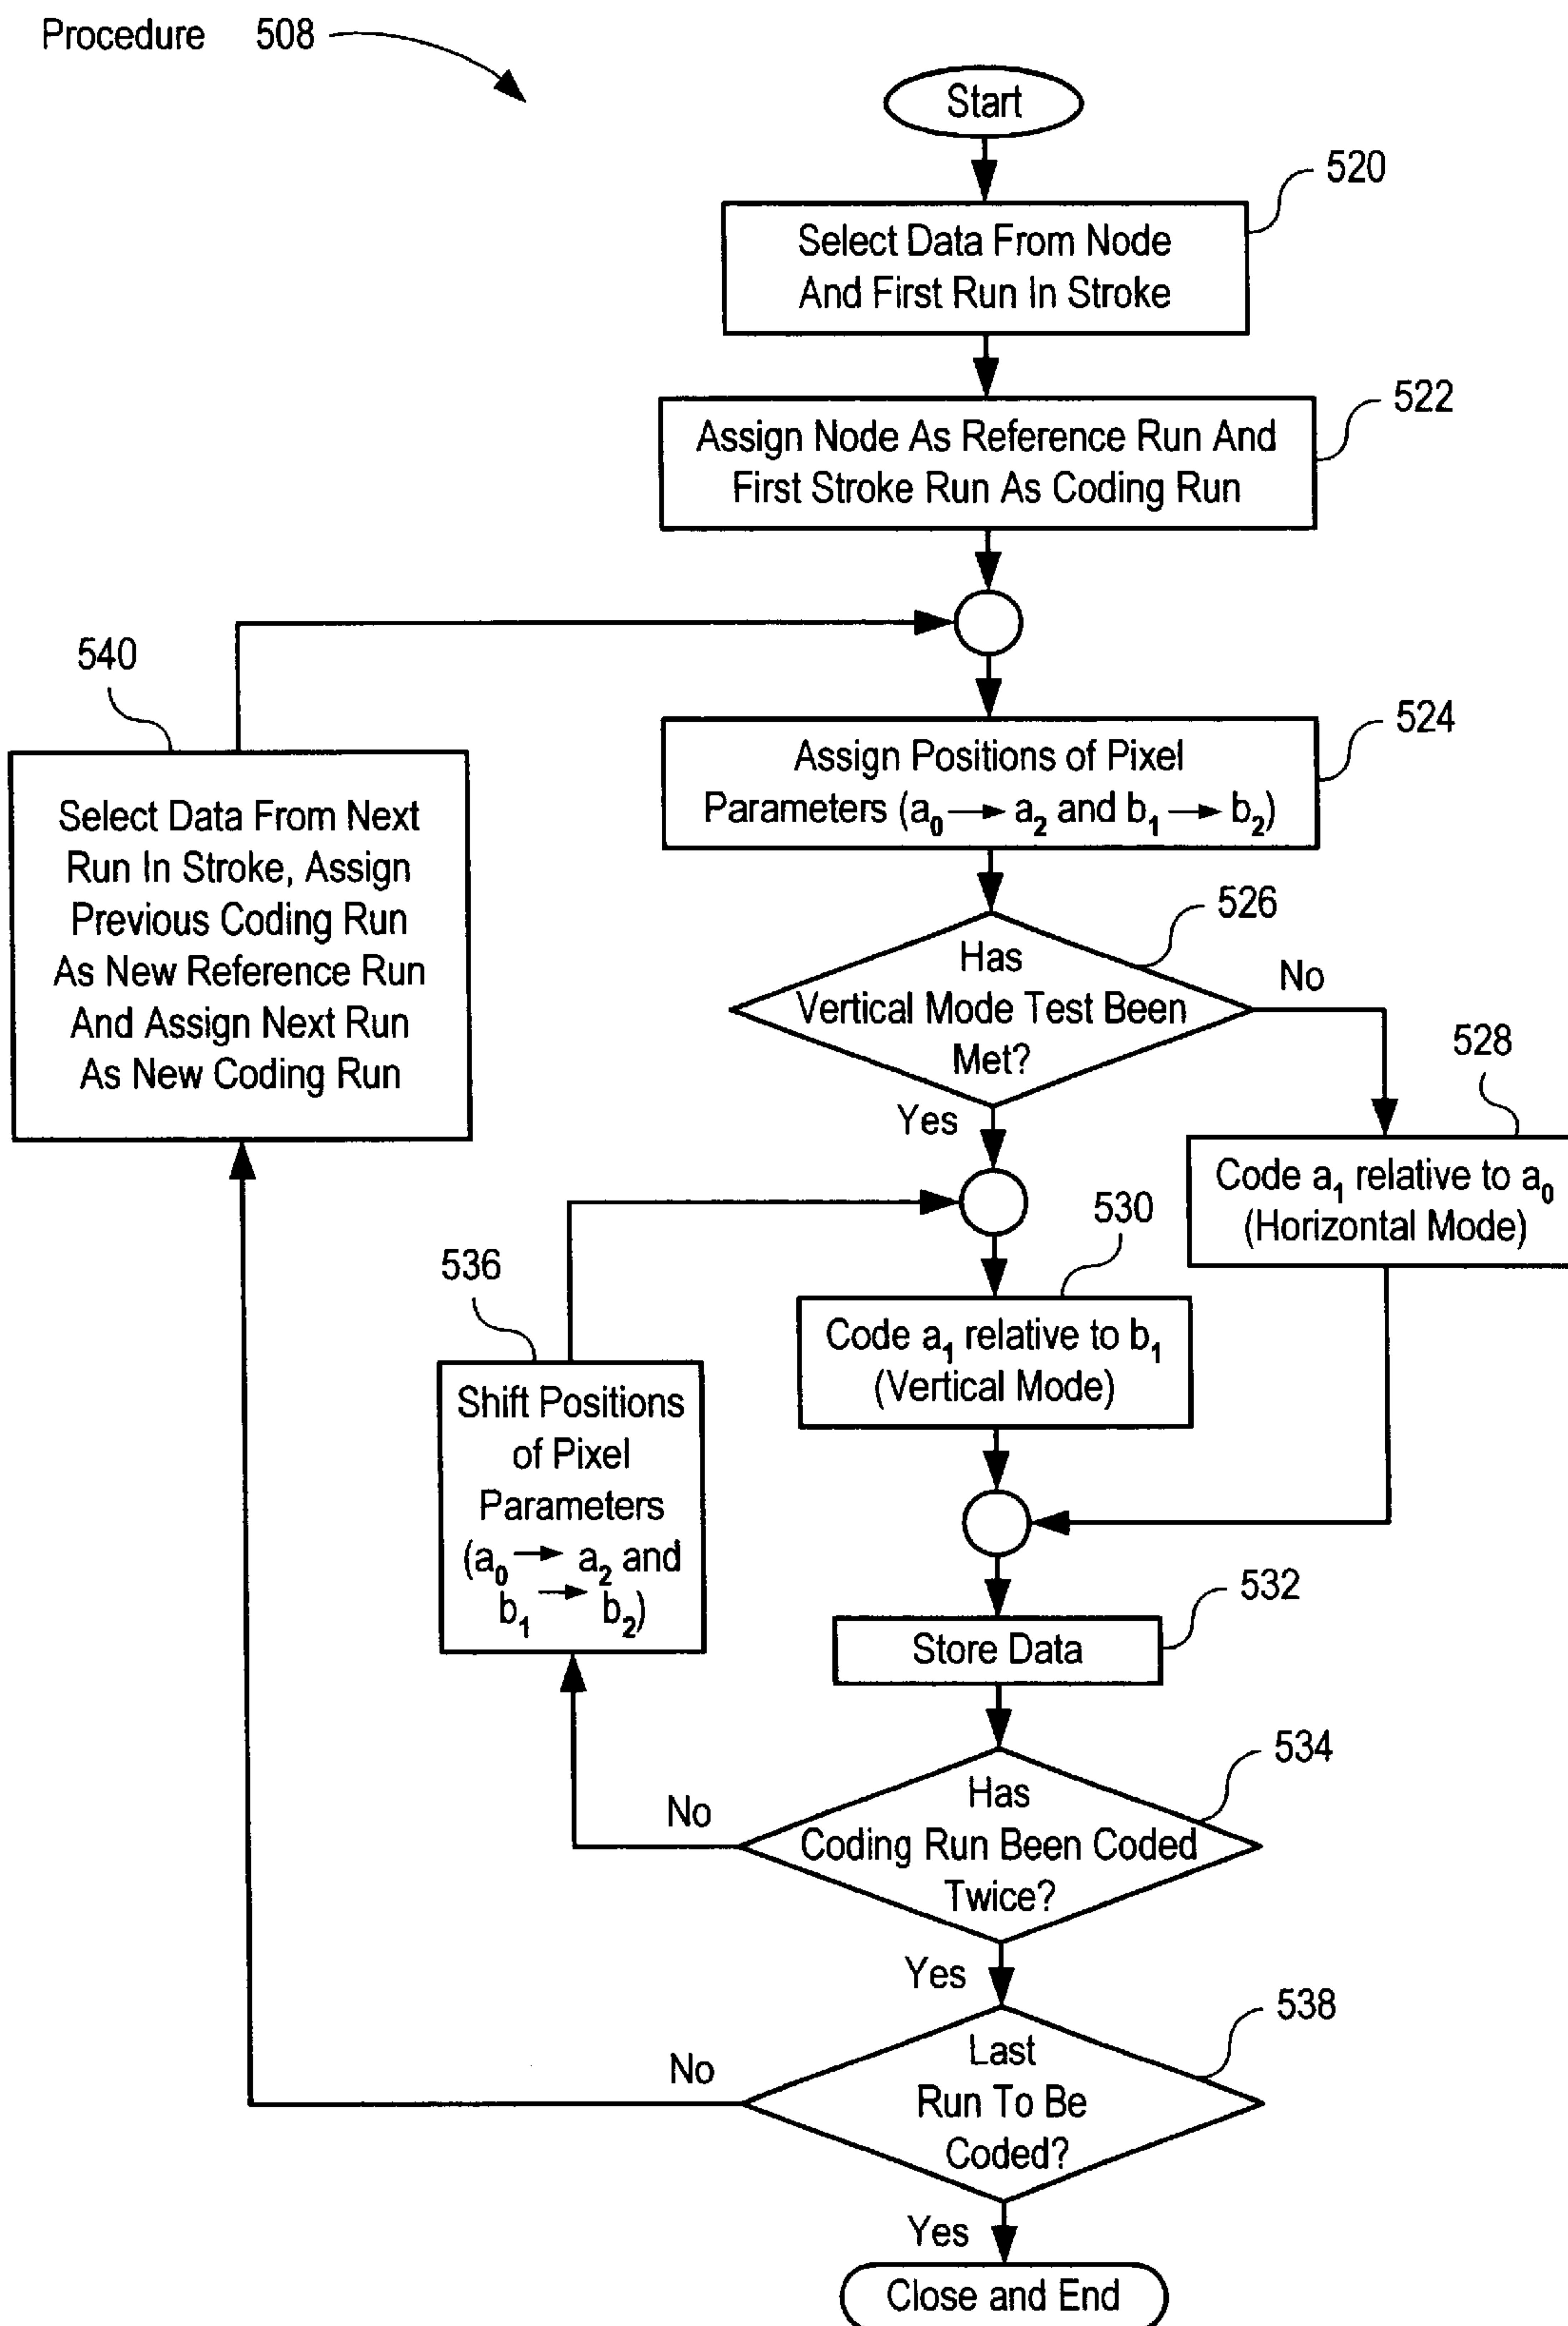 Procedure 508
Start
520
Select Data From Node
And First Run In Stroke
522
Assign Node As Reference Run And
First Stroke Run As Coding Run
540
Select Data From Next
Run In Stroke, Assign
Previous Coding Run
As New Reference Run
And Assign Next Run
As New Coding Run
524
Assign Positions of Pixel
Parameters (a₀ → a₂ and b₁ → b₂)
526
Has
Vertical Mode Test Been
Met?
No
Yes
528
Code a₁ relative to a₀
(Horizontal Mode)
530
Code a₁ relative to b₁
(Vertical Mode)
536
Shift Positions
of Pixel
Parameters
(a₀ → a₂ and
b₁ → b₂)
532
Store Data
534
Has
Coding Run Been Coded
Twice?
No
Yes
538
Last
Run To Be
Coded?
No
Yes
Close and End